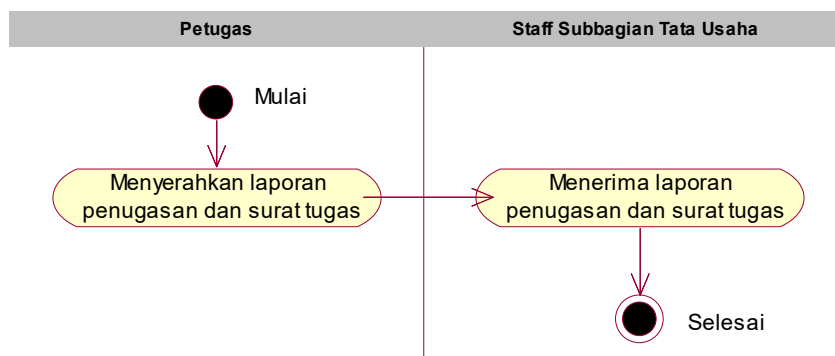 Petugas
Staff Subbagian Tata Usaha
Mulai
Menyerahkan laporan
penugasan dan surat tugas
Menerima laporan
penugasan dan surat tugas
Selesai